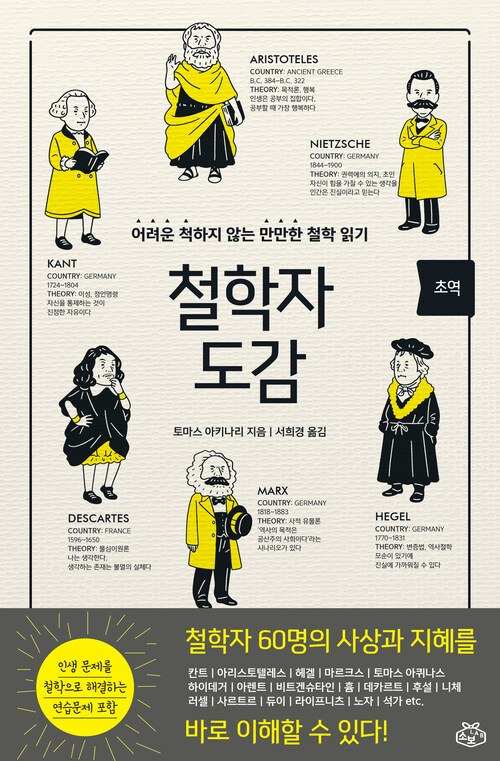 ARISTOTELES
COUNTRY: ANCIENT GREECE
B.C. 384–B.C. 322
THEORY: 목적론, 행복
인생은 공부의 집합이다,
공부할 때 가장 행복하다
NIETZSCHE
COUNTRY: GERMANY
1844–1900
THEORY: 권력에의 의지, 초인
자신이 힘을 가질 수 있는 생각을
인간은 진실이라고 믿는다
어려운 척하지 않는 만만한 철학 읽기
KANT
COUNTRY: GERMANY
1724–1804
THEORY: 이성, 정언명령
자신을 통제하는 것이
진정한 자유이다
철학자
도감
초역
토마스 아키나리 지음 | 서희경 옮김
DESCARTES
COUNTRY: FRANCE
1596–1650
THEORY: 물심이원론
나는 생각한다,
생각하는 존재는 불멸의 실체다
MARX
COUNTRY: GERMANY
1818–1883
THEORY: 사적 유물론
'역사의 목적은
공산주의 사회이다'라는
시나리오가 있다
HEGEL
COUNTRY: GERMANY
1770–1831
THEORY: 변증법, 역사철학
모순이 있기에
진실에 가까워질 수 있다
인생 문제를
철학으로 해결하는
연습문제 포함
철학자 60명의 사상과 지혜를
칸트 | 아리스토텔레스 | 헤겔 | 마르크스 | 토마스 아퀴나스
하이데거 | 아렌트 | 비트겐슈타인 | 흄 | 데카르트 | 후설 | 니체
러셀 | 사르트르 | 듀이 | 라이프니츠 | 노자 | 석가 etc.
바로 이해할 수 있다!
소보
LAB